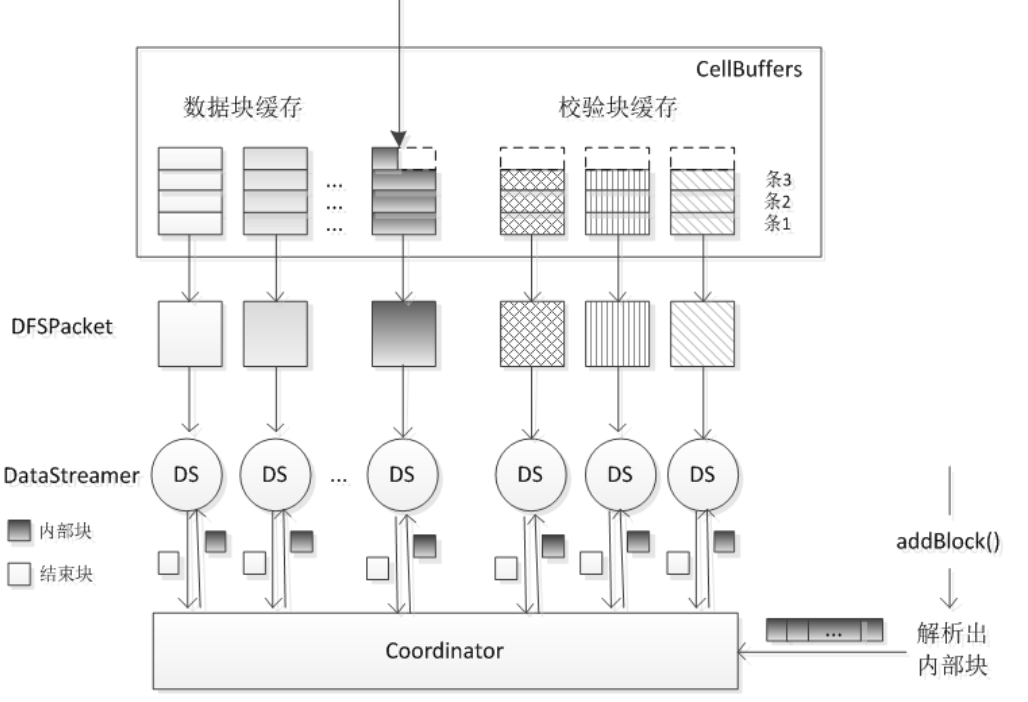 CellBuffers
数据块缓存
校验块缓存
...
...
...
条3
条2
条1
DFSPacket
DataStreamer
DS
DS
...
DS
DS
DS
DS
内部块
结束块
addBlock()
...
解析出
内部块
Coordinator